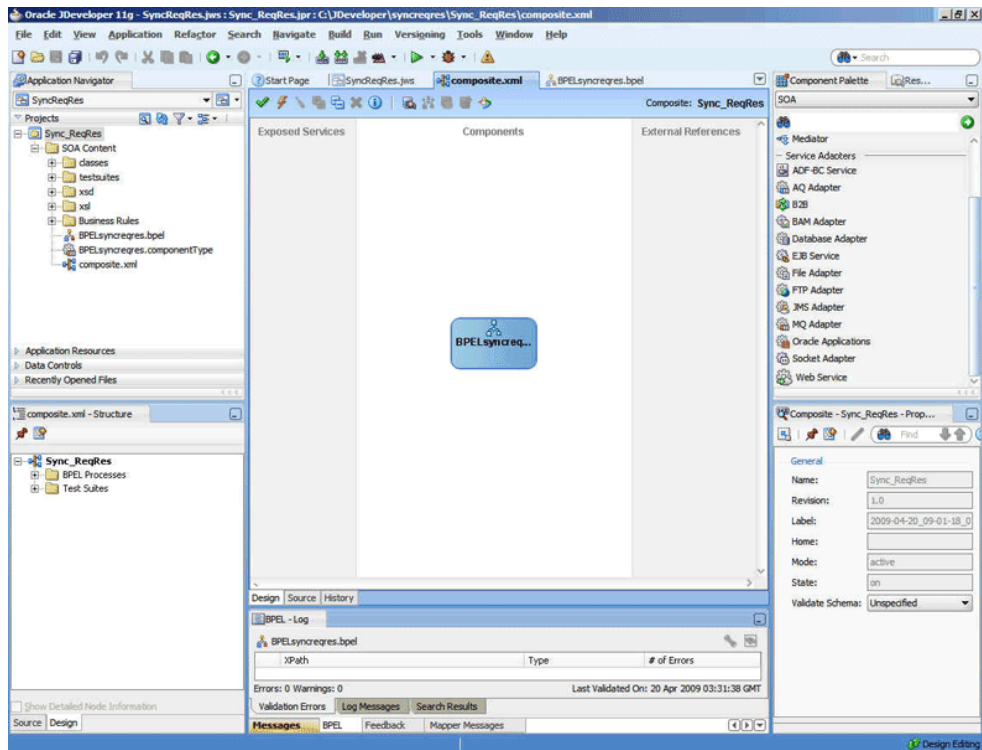 Oracle JDeveloper 11g - SyncReqRes.jws : Sync_ReqRes.jpr : C:\JDeveloper\syncreqres\Sync_ReqRes\composite.xml
File Edit View Application Refactor Search Navigate Build Run Versigning Tools Window Help
Search
Application Navigator
SyncReqRes
Projects
Sync_ReqRes
SOA Content
classes
testsuites
xsd
xsl
Business Rules
BPELsyncreqres.bpel
BPELsyncreqres.componentType
composite.xml
Application Resources
Data Controls
Recently Opened Files
composite.xml - Structure
Sync_ReqRes
BPEL Processes
Test Suites
Show Detailed Node Information
Source Design
Start Page SyncReqRes.jws composite.xml BPELsyncreqres.bpel
Composite: Sync_ReqRes
Exposed Services Components External References
BPELsyncreq...
Design Source History
BPEL - Log
BPELsyncreqres.bpel
XPath Type # of Errors
Errors: 0 Warnings: 0 Last Validated On: 20 Apr 2009 03:31:38 GMT
Validation Errors Log Messages Search Results
Messages BPEL Feedback Mapper Messages
Component Palette Res...
SOA
Mediator
Service Adapters
ADF-BC Service
AQ Adapter
B2B
BAM Adapter
Database Adapter
EJB Service
File Adapter
FTP Adapter
JMS Adapter
MQ Adapter
Oracle Applications
Socket Adapter
Web Service
Composite - Sync_ReqRes - Prop...
Find
General
Name: Sync_ReqRes
Revision: 1.0
Label: 2009-04-20_09-01-18_0
Home:
Mode: active
State: on
Validate Schema: Unspecified
Design Editing